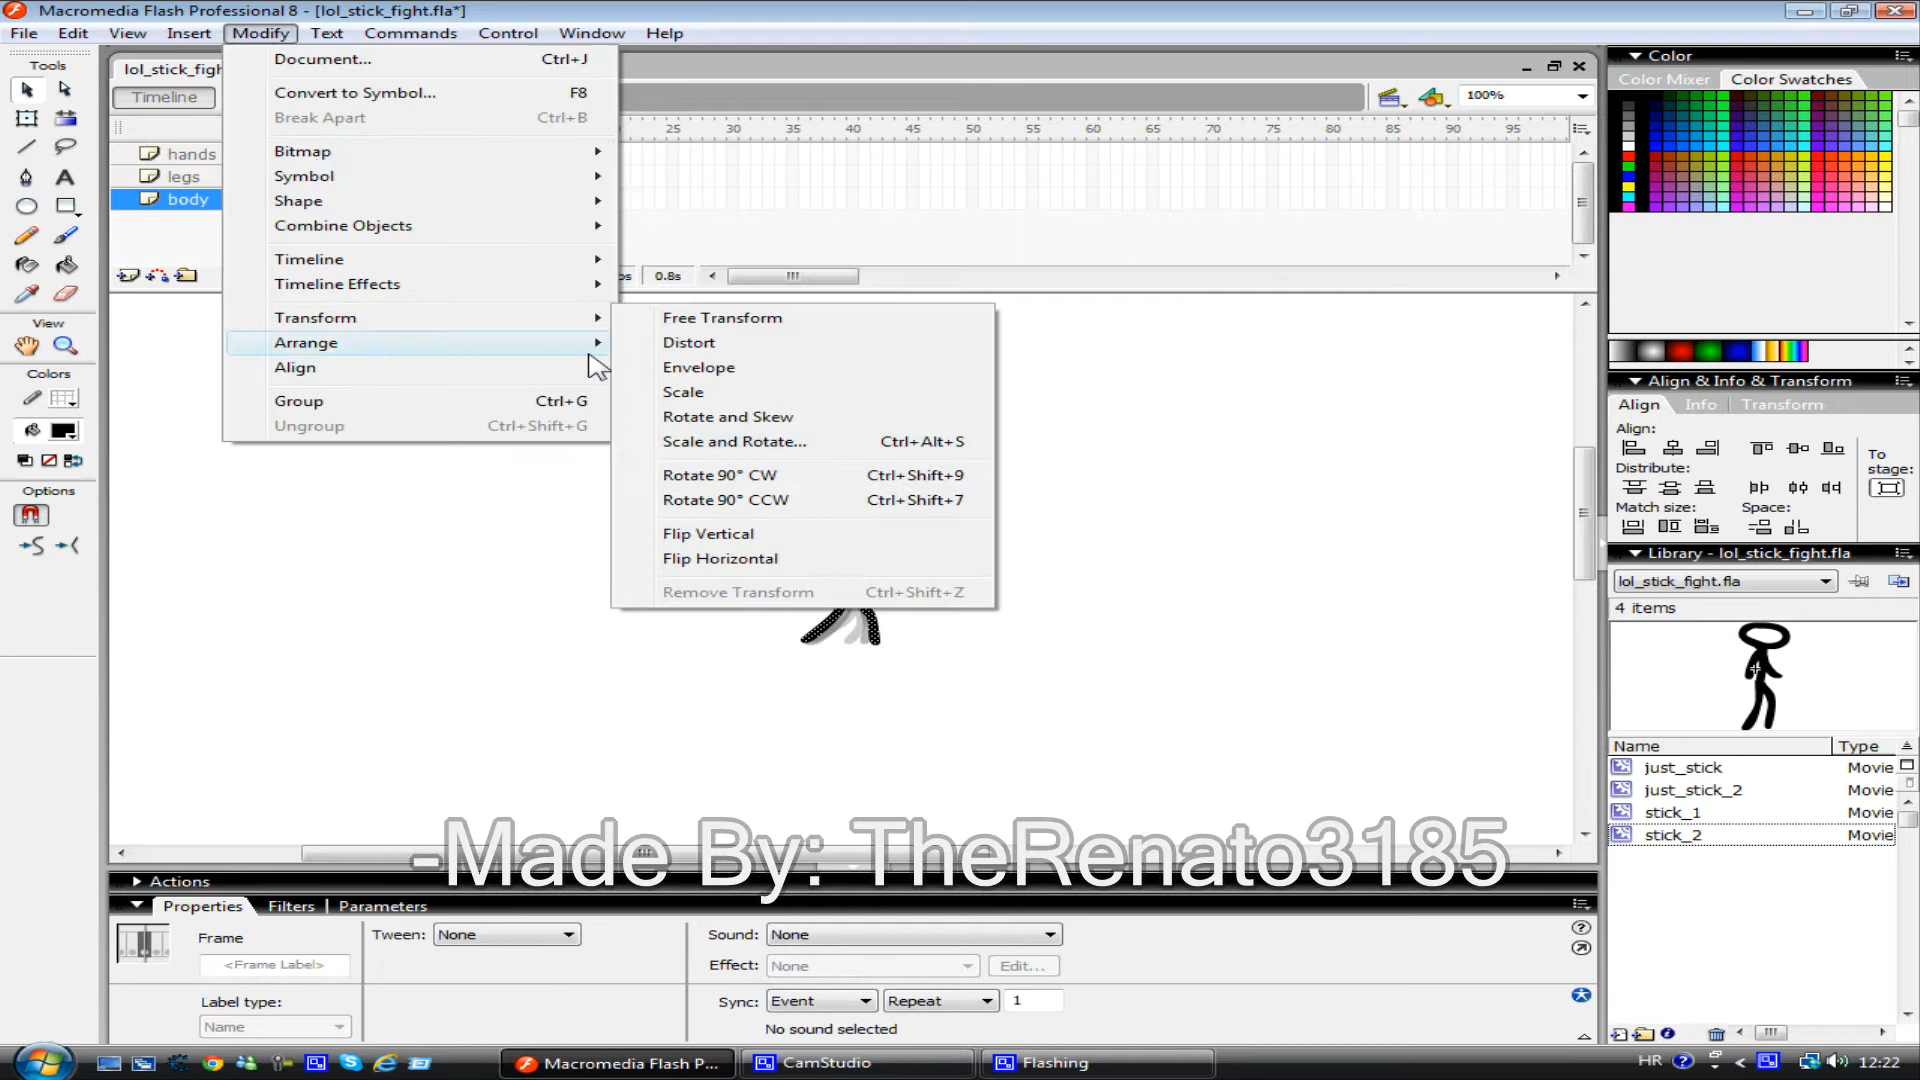 Macromedia Flash Professional 8 - [lol_stick_fight.fla*]
File Edit View Insert Modify Text Commands Control Window Help
Tools
View
Colors
Options
lol_stick_figh
Timeline
hands
legs
body
Document... Ctrl+J
Convert to Symbol... F8
Break Apart Ctrl+B
Bitmap
Symbol
Shape
Combine Objects
Timeline
Timeline Effects
Transform
Arrange
Align
Group Ctrl+G
Ungroup Ctrl+Shift+G
Free Transform
Distort
Envelope
Scale
Rotate and Skew
Scale and Rotate... Ctrl+Alt+S
Rotate 90° CW Ctrl+Shift+9
Rotate 90° CCW Ctrl+Shift+7
Flip Vertical
Flip Horizontal
Remove Transform Ctrl+Shift+Z
100%
25 30 35 40 45 50 55 60 65 70 75 80 85 90 95
0.8s
Color
Color Mixer Color Swatches
Align & Info & Transform
Align Info Transform
Align:
Distribute:
Match size: Space:
To
stage:
Library - lol_stick_fight.fla
lol_stick_fight.fla
4 items
Name Type
just_stick Movie
just_stick_2 Movie
stick_1 Movie
stick_2 Movie
-Made By: TheRenato3185
Actions
Properties Filters Parameters
Frame
<Frame Label>
Label type:
Name
Tween: None
Sound: None
Effect: None Edit...
Sync: Event Repeat 1
No sound selected
Macromedia Flash P...
CamStudio
Flashing
HR 12:22